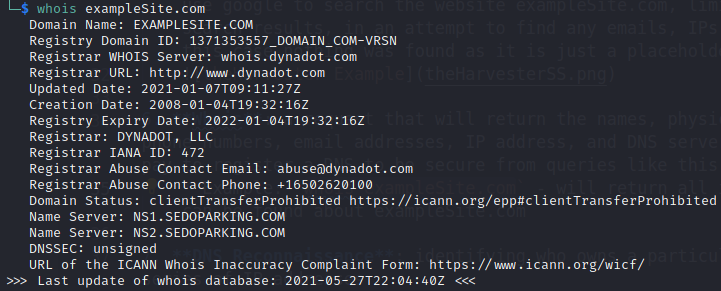 $ whois exampleSite.com
Domain Name: EXAMPLESITE.COM
Registry Domain ID: 1371353557_DOMAIN_COM-VRSN
Registrar WHOIS Server: whois.dynadot.com
Registrar URL: http://www.dynadot.com
Updated Date: 2021-01-07T09:11:27Z
Creation Date: 2008-01-04T19:32:16Z
Registry Expiry Date: 2022-01-04T19:32:16Z
Registrar: DYNADOT, LLC
Registrar IANA ID: 472
Registrar Abuse Contact Email: abuse@dynadot.com
Registrar Abuse Contact Phone: +16502620100
Domain Status: clientTransferProhibited https://icann.org/epp#clientTransferProhibited
Name Server: NS1.SEDOPARKING.COM
Name Server: NS2.SEDOPARKING.COM
DNSSEC: unsigned
URL of the ICANN Whois Inaccuracy Complaint Form: https://www.icann.org/wicf/
>>> Last update of whois database: 2021-05-27T22:04:40Z <<<